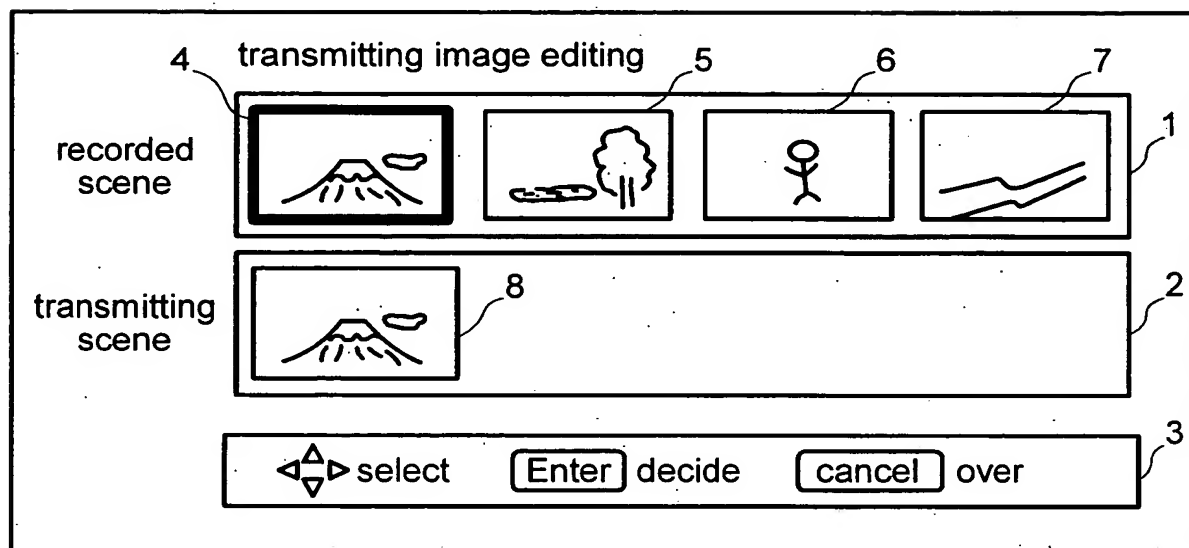 transmitting image editing
4 5 6 7
recorded
scene
1
transmitting
scene
8
2
select Enter decide cancel over
3